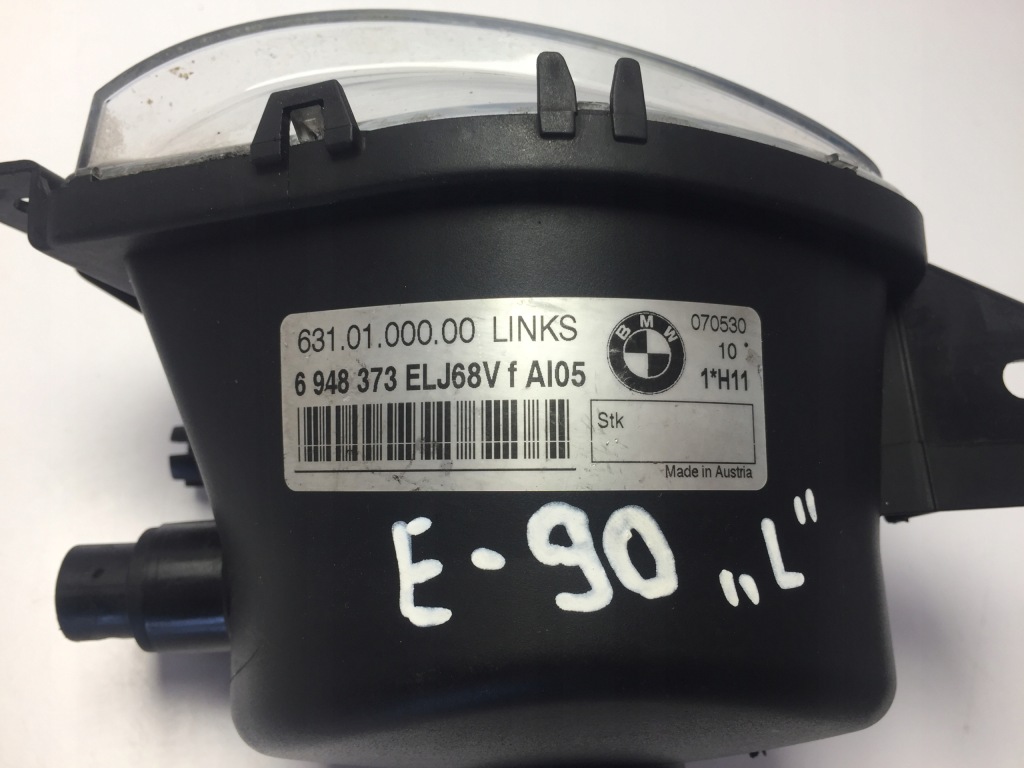 631.01.000.00 LINKS
6 948 373 ELJ68V f AI05
BMW
070530
10 *
1*H11
Stk
Made in Austria
E-90 „L"